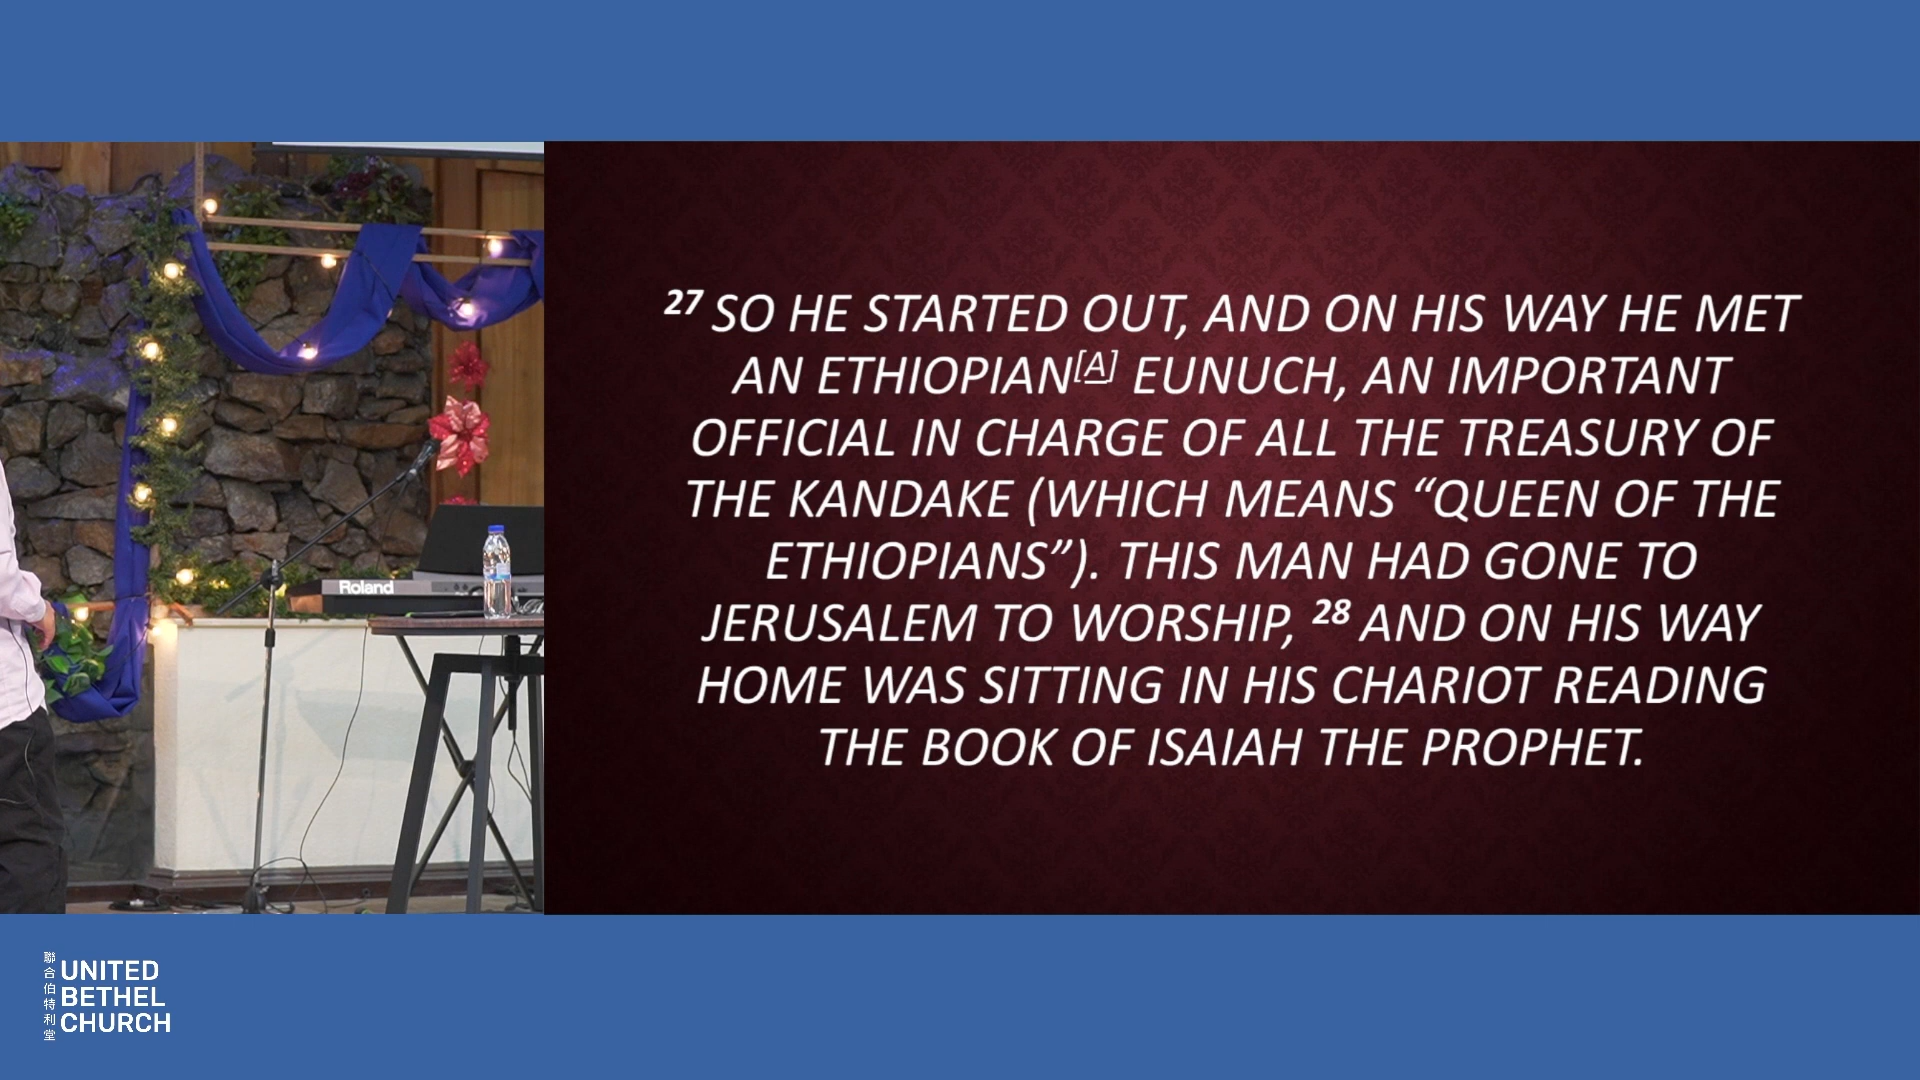 27 SO HE STARTED OUT, AND ON HIS WAY HE MET
AN ETHIOPIAN[A] EUNUCH, AN IMPORTANT
OFFICIAL IN CHARGE OF ALL THE TREASURY OF
THE KANDAKE (WHICH MEANS “QUEEN OF THE
ETHIOPIANS”). THIS MAN HAD GONE TO
JERUSALEM TO WORSHIP, 28 AND ON HIS WAY
HOME WAS SITTING IN HIS CHARIOT READING
THE BOOK OF ISAIAH THE PROPHET.
Roland
聯合伯特利堂
UNITED
BETHEL
CHURCH